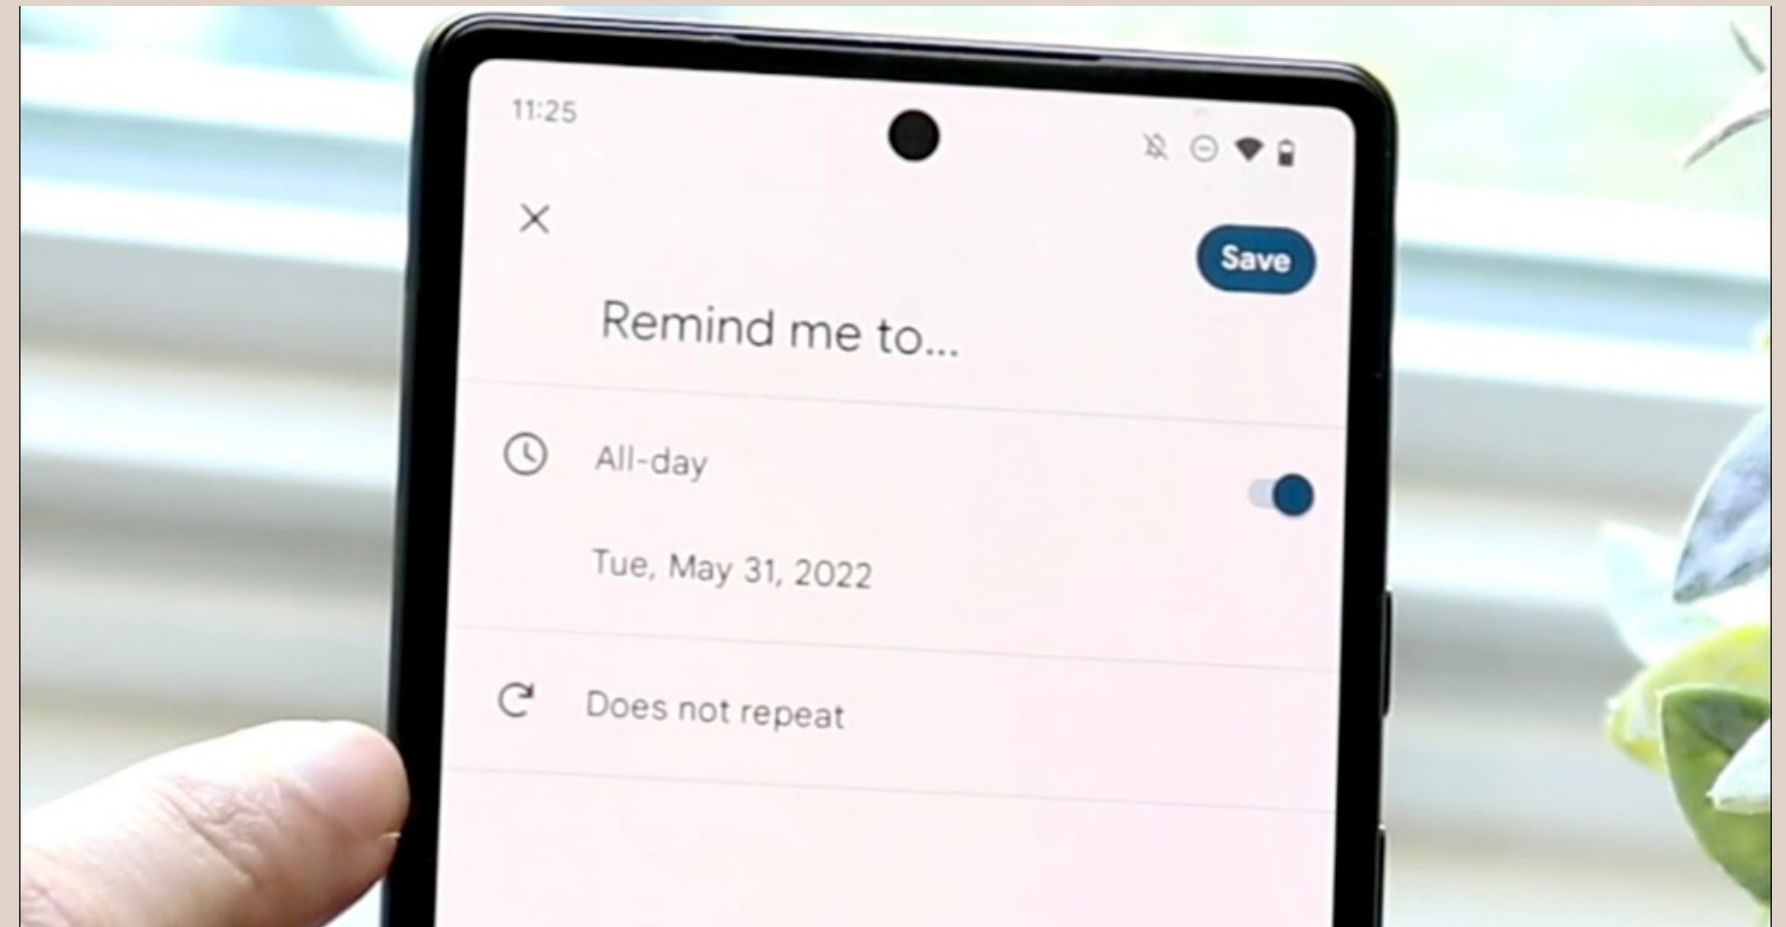 11:25
Save
Remind me to...
All-day
Tue, May 31, 2022
Does not repeat